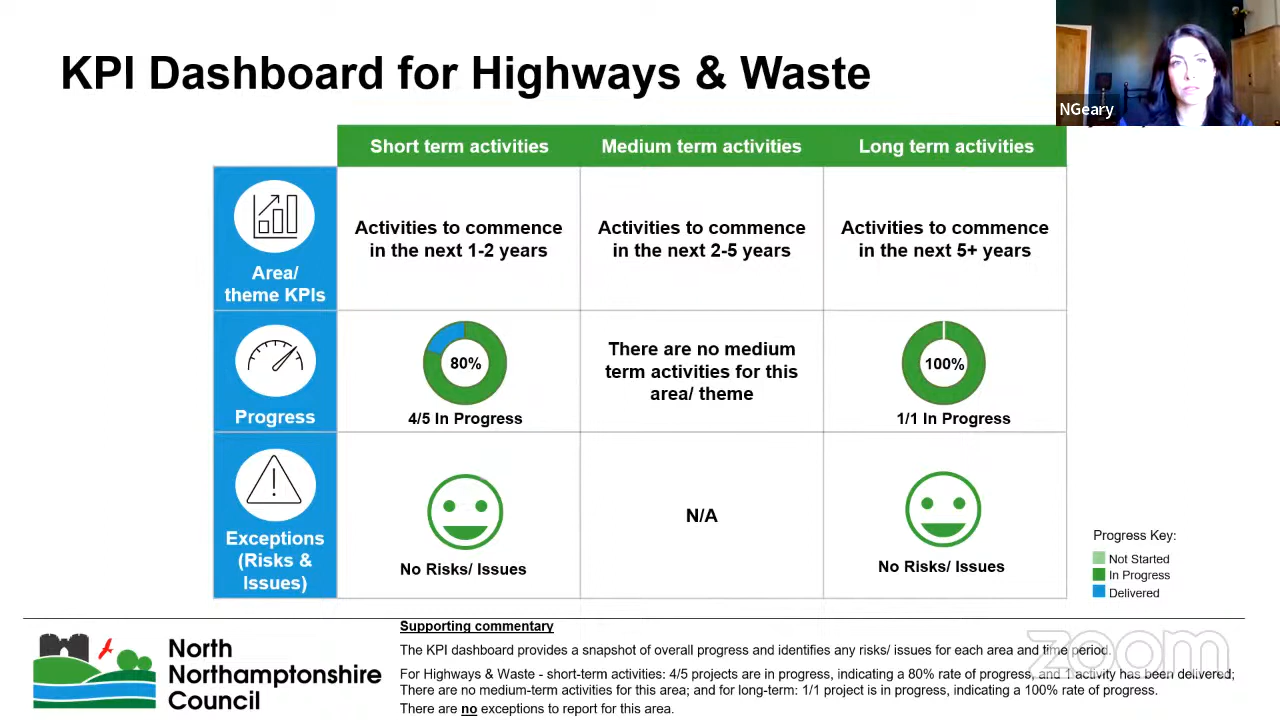 KPI Dashboard for Highways & Waste
NGeary
Short term activities
Medium term activities
Long term activities
Area/
theme KPIs
Activities to commence
in the next 1-2 years
Activities to commence
in the next 2-5 years
Activities to commence
in the next 5+ years
Progress
80%
4/5 In Progress
There are no medium
term activities for this
area/ theme
100%
1/1 In Progress
Exceptions
(Risks &
Issues)
No Risks/ Issues
N/A
No Risks/ Issues
Progress Key:
Not Started
In Progress
Delivered
North
Northamptonshire
Council
Supporting commentary
The KPI dashboard provides a snapshot of overall progress and identifies any risks/ issues for each area and time period.
For Highways & Waste - short-term activities: 4/5 projects are in progress, indicating a 80% rate of progress, and 1 activity has been delivered;
There are no medium-term activities for this area; and for long-term: 1/1 project is in progress, indicating a 100% rate of progress.
There are no exceptions to report for this area.
zoom